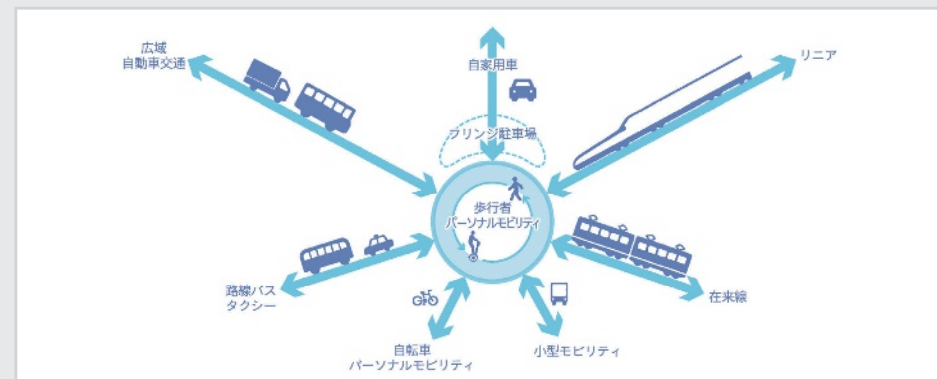 広域
自動車交通
自家用車
リニア
フリンジ駐車場
歩行者
パーソナルモビリティ
路線バス
タクシー
在来線
自転車
パーソナルモビリティ
小型モビリティ